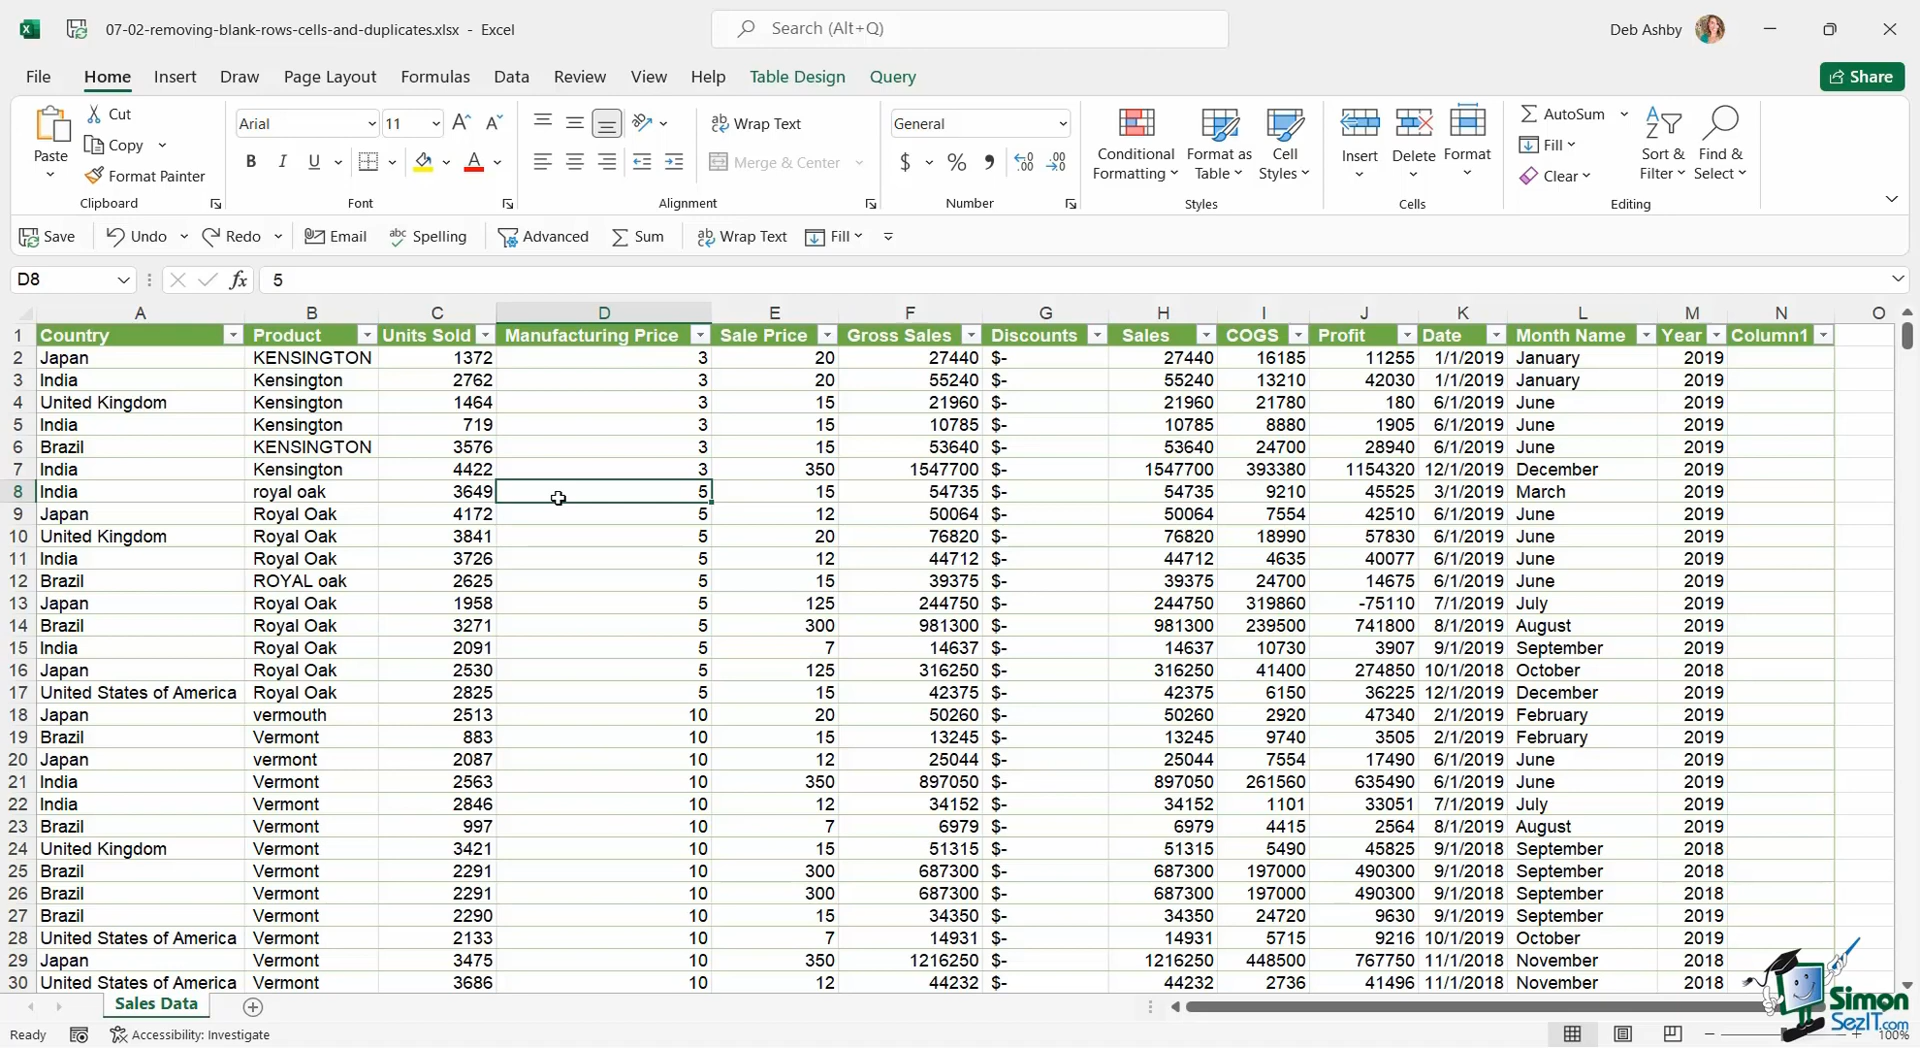 07-02-removing-blank-rows-cells-and-duplicates.xlsx - Excel
Search (Alt+Q)
Deb Ashby
File Home Insert Draw Page Layout Formulas Data Review View Help Table Design Query
Share
Paste
Cut
Copy
Format Painter
Clipboard
Arial 11
B I U
Font
Wrap Text
Merge & Center
Alignment
General
$ % 9
Number
Conditional Formatting
Format as Table
Cell Styles
Styles
Insert Delete Format
Cells
AutoSum
Fill
Clear
Sort & Filter
Find & Select
Editing
Save Undo Redo Email Spelling Advanced Sum Wrap Text Fill
D8 fx 5
A B C D E F G H I J K L M N O
1 Country Product Units Sold Manufacturing Price Sale Price Gross Sales Discounts Sales COGS Profit Date Month Name Year Column1
2 Japan KENSINGTON 1372 3 20 27440 $- 27440 16185 11255 1/1/2019 January 2019
3 India Kensington 2762 3 20 55240 $- 55240 13210 42030 1/1/2019 January 2019
4 United Kingdom Kensington 1464 3 15 21960 $- 21960 21780 180 6/1/2019 June 2019
5 India Kensington 719 3 15 10785 $- 10785 8880 1905 6/1/2019 June 2019
6 Brazil KENSINGTON 3576 3 15 53640 $- 53640 24700 28940 6/1/2019 June 2019
7 India Kensington 4422 3 350 1547700 $- 1547700 393380 1154320 12/1/2019 December 2019
8 India royal oak 3649 5 15 54735 $- 54735 9210 45525 3/1/2019 March 2019
9 Japan Royal Oak 4172 5 12 50064 $- 50064 7554 42510 6/1/2019 June 2019
10 United Kingdom Royal Oak 3841 5 20 76820 $- 76820 18990 57830 6/1/2019 June 2019
11 India Royal Oak 3726 5 12 44712 $- 44712 4635 40077 6/1/2019 June 2019
12 Brazil ROYAL oak 2625 5 15 39375 $- 39375 24700 14675 6/1/2019 June 2019
13 Japan Royal Oak 1958 5 125 244750 $- 244750 319860 -75110 7/1/2019 July 2019
14 Brazil Royal Oak 3271 5 300 981300 $- 981300 239500 741800 8/1/2019 August 2019
15 India Royal Oak 2091 5 7 14637 $- 14637 10730 3907 9/1/2019 September 2019
16 Japan Royal Oak 2530 5 125 316250 $- 316250 41400 274850 10/1/2018 October 2018
17 United States of America Royal Oak 2825 5 15 42375 $- 42375 6150 36225 12/1/2019 December 2019
18 Japan vermouth 2513 10 20 50260 $- 50260 2920 47340 2/1/2019 February 2019
19 Brazil Vermont 883 10 15 13245 $- 13245 9740 3505 2/1/2019 February 2019
20 Japan vermont 2087 10 12 25044 $- 25044 7554 17490 6/1/2019 June 2019
21 India Vermont 2563 10 350 897050 $- 897050 261560 635490 6/1/2019 June 2019
22 India Vermont 2846 10 12 34152 $- 34152 1101 33051 7/1/2019 July 2019
23 Brazil Vermont 997 10 7 6979 $- 6979 4415 2564 8/1/2019 August 2019
24 United Kingdom Vermont 3421 10 15 51315 $- 51315 5490 45825 9/1/2018 September 2018
25 Brazil Vermont 2291 10 300 687300 $- 687300 197000 490300 9/1/2018 September 2018
26 Brazil Vermont 2291 10 300 687300 $- 687300 197000 490300 9/1/2018 September 2018
27 Brazil Vermont 2290 10 15 34350 $- 34350 24720 9630 9/1/2019 September 2019
28 United States of America Vermont 2133 10 7 14931 $- 14931 5715 9216 10/1/2019 October 2019
29 Japan Vermont 3475 10 350 1216250 $- 1216250 448500 767750 11/1/2018 November 2018
30 United States of America Vermont 3686 10 12 44232 $- 44232 2736 41496 11/1/2018 November 2018
Sales Data
Simon SezIT.com
Ready Accessibility: Investigate 100%